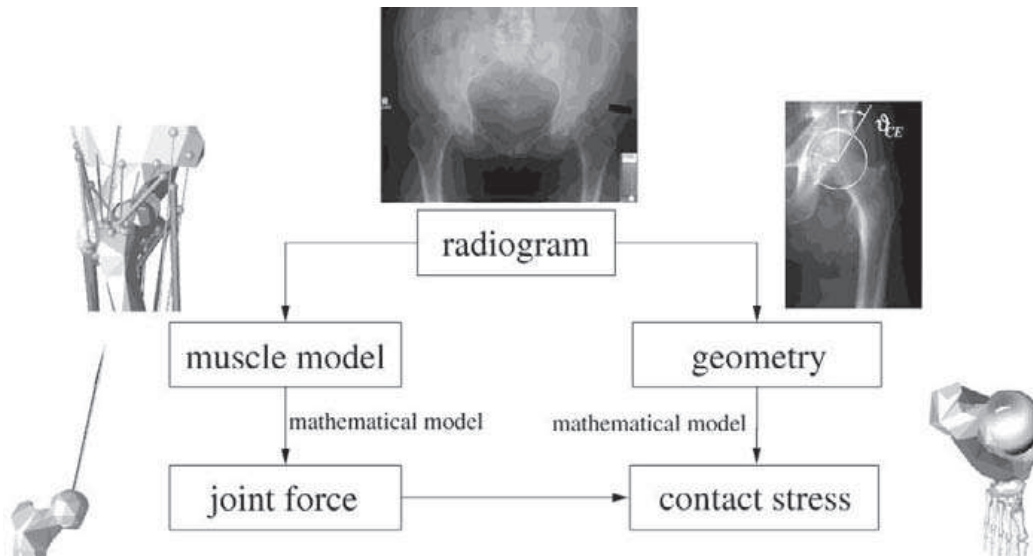 ϑCE
radiogram
muscle model
geometry
mathematical model
mathematical model
joint force
contact stress